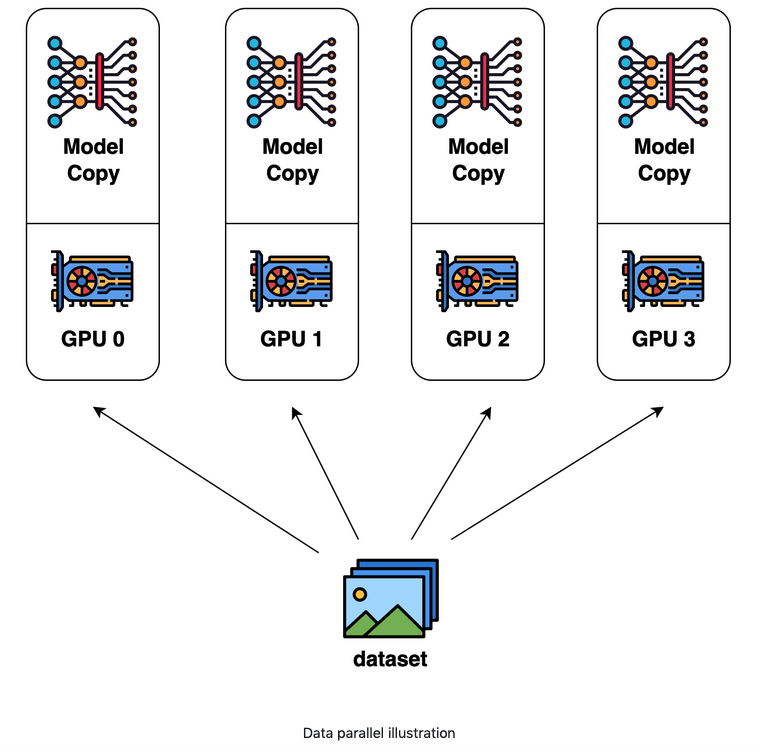 Model
Copy
Model
Copy
Model
Copy
Model
Copy
GPU 0
GPU 1
GPU 2
GPU 3
dataset
Data parallel illustration